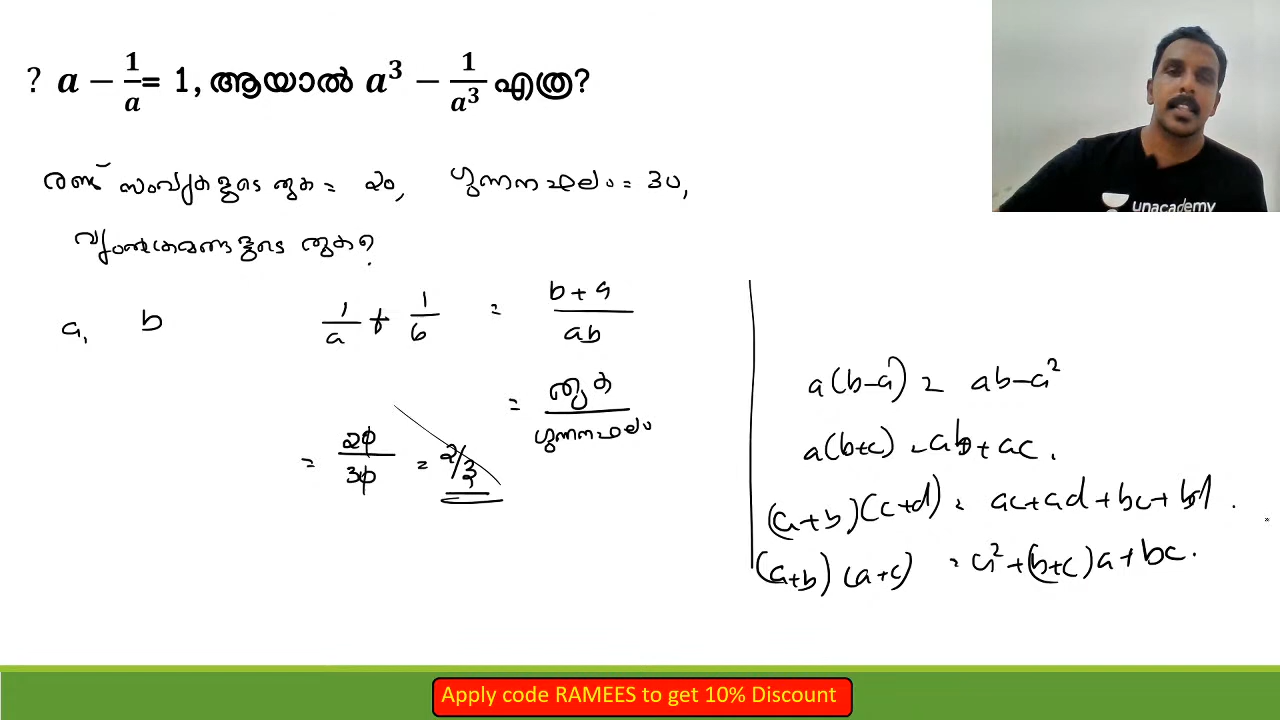 ? a − 1/a = 1, ആയാൽ a³ − 1/a³ എത്ര?
unacademy
രണ്ട് സംഖ്യകളുടെ തുക = 20, ഗുണനഫലം = 30,
വ്യുൽക്രമങ്ങളുടെ തുക?
a, b 1/a + 1/b = b+a/ab
= തുക/ഗുണനഫലം
= 20/30 = 2/3
a(b-a) = ab-a²
a(b+c) = ab+ac.
(a+b)(c+d) = ac+ad+bc+bd.
(a+b)(a+c) = a²+(b+c)a+bc.
Apply code RAMEES to get 10% Discount